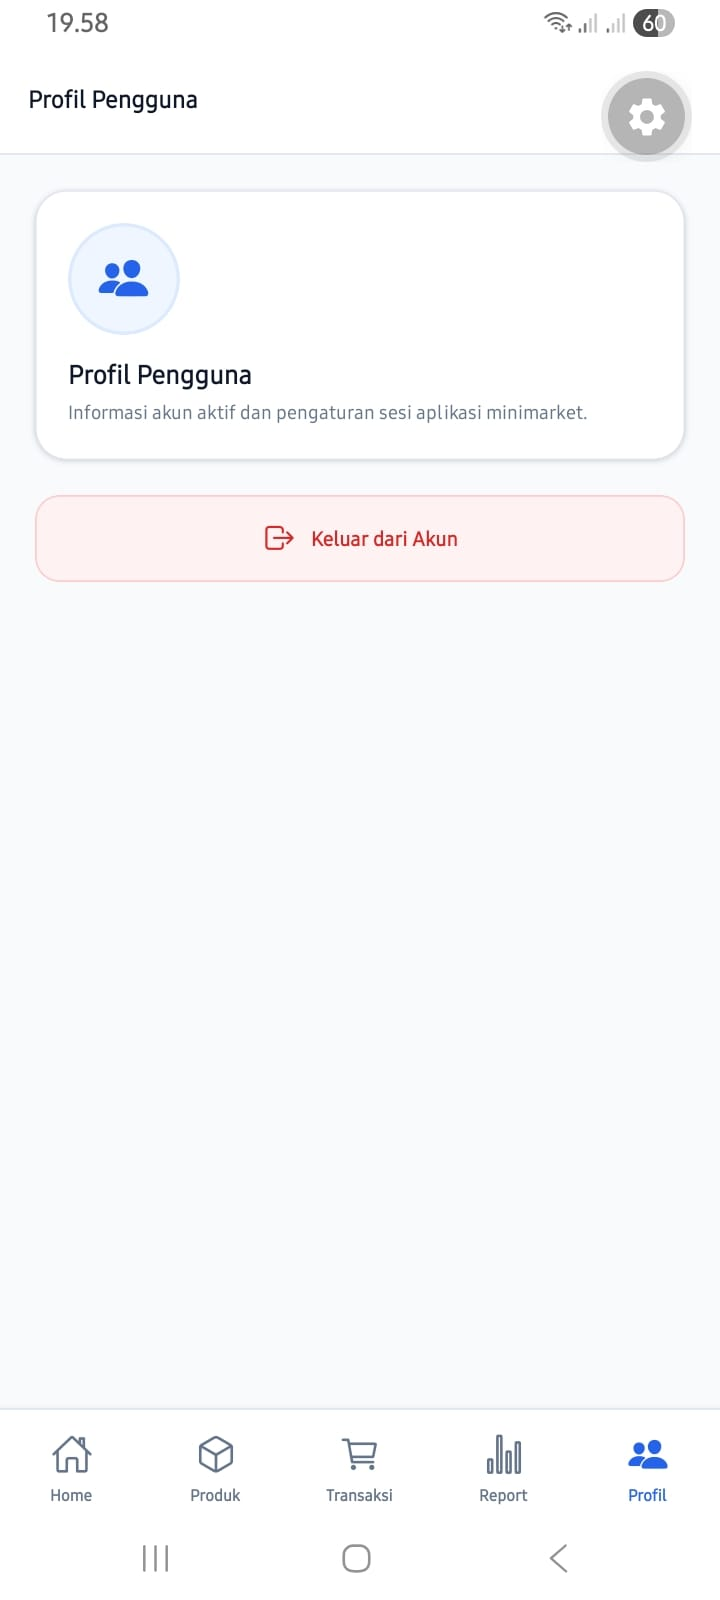 19.58
60
Profil Pengguna
Profil Pengguna
Informasi akun aktif dan pengaturan sesi aplikasi minimarket.
Keluar dari Akun
Home
Produk
Transaksi
Report
Profil